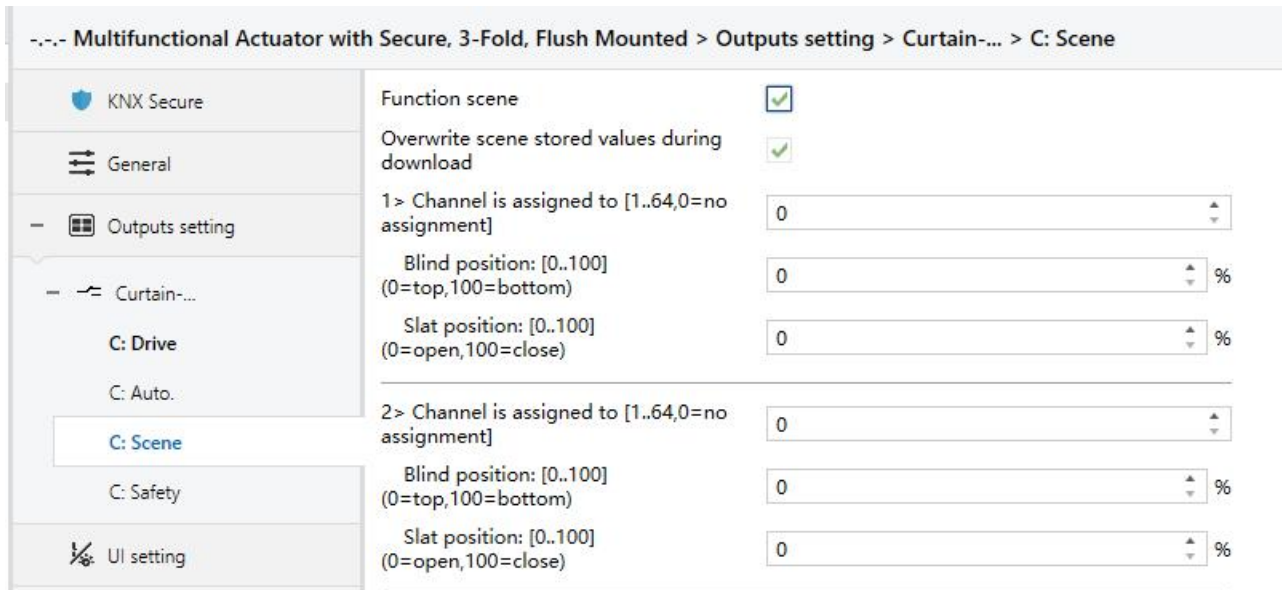 -.-.- Multifunctional Actuator with Secure, 3-Fold, Flush Mounted > Outputs setting > Curtain-... > C: Scene
KNX Secure
General
Outputs setting
Curtain-...
C: Drive
C: Auto.
C: Scene
C: Safety
UI setting
Function scene
Overwrite scene stored values during
download
1> Channel is assigned to [1..64,0=no
assignment]
0
Blind position: [0..100]
(0=top,100=bottom)
0 %
Slat position: [0..100]
(0=open,100=close)
0 %
2> Channel is assigned to [1..64,0=no
assignment]
0
Blind position: [0..100]
(0=top,100=bottom)
0 %
Slat position: [0..100]
(0=open,100=close)
0 %